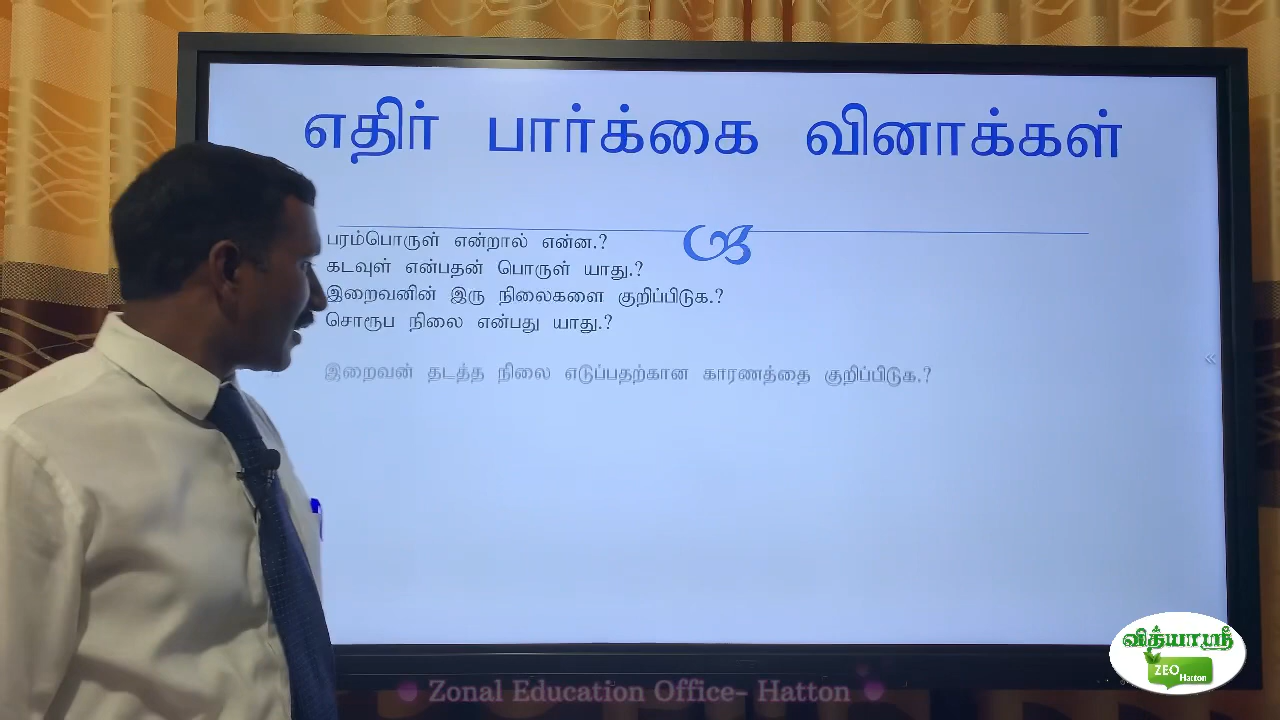 எதிர் பார்க்கை வினாக்கள்
பரம்பொருள் என்றால் என்ன.?
கடவுள் என்பதன் பொருள் யாது.?
இறைவனின் இரு நிலைகளை குறிப்பிடுக.?
சொரூப நிலை என்பது யாது.?
இறைவன் தடத்த நிலை எடுப்பதற்கான காரணத்தை குறிப்பிடுக.?
வித்யாஸ்ரீ
ZEO
Hatton
Zonal Education Office- Hatton